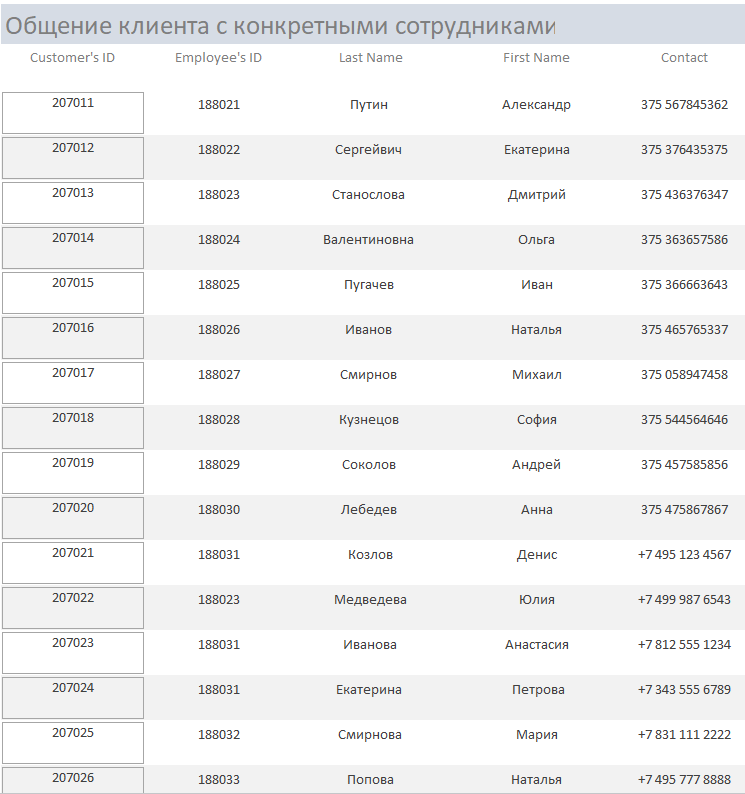 Общение клиента с конкретными сотрудниками
Customer's ID Employee's ID Last Name First Name Contact
207011 188021 Путин Александр 375 567845362
207012 188022 Сергейвич Екатерина 375 376435375
207013 188023 Станослова Дмитрий 375 436376347
207014 188024 Валентиновна Ольга 375 363657586
207015 188025 Пугачев Иван 375 366663643
207016 188026 Иванов Наталья 375 465765337
207017 188027 Смирнов Михаил 375 058947458
207018 188028 Кузнецов София 375 544564646
207019 188029 Соколов Андрей 375 457585856
207020 188030 Лебедев Анна 375 475867867
207021 188031 Козлов Денис +7 495 123 4567
207022 188023 Медведева Юлия +7 499 987 6543
207023 188031 Иванова Анастасия +7 812 555 1234
207024 188031 Екатерина Петрова +7 343 555 6789
207025 188032 Смирнова Мария +7 831 111 2222
207026 188033 Попова Наталья +7 495 777 8888